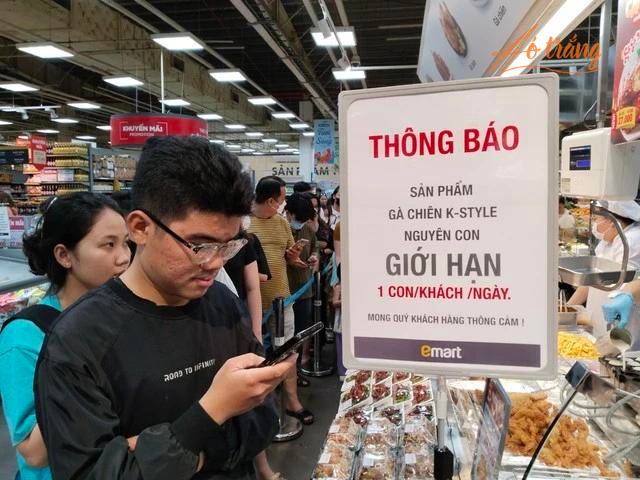 Lá trắng
KHUYẾN MÃI
PROMOTION
THÔNG BÁO
SẢN PHẨM
GÀ CHIÊN K-STYLE
NGUYÊN CON
GIỚI HẠN
1 CON/KHÁCH /NGÀY.
MONG QUÝ KHÁCH HÀNG THÔNG CẢM !
emart
ROAD TO INFINITY